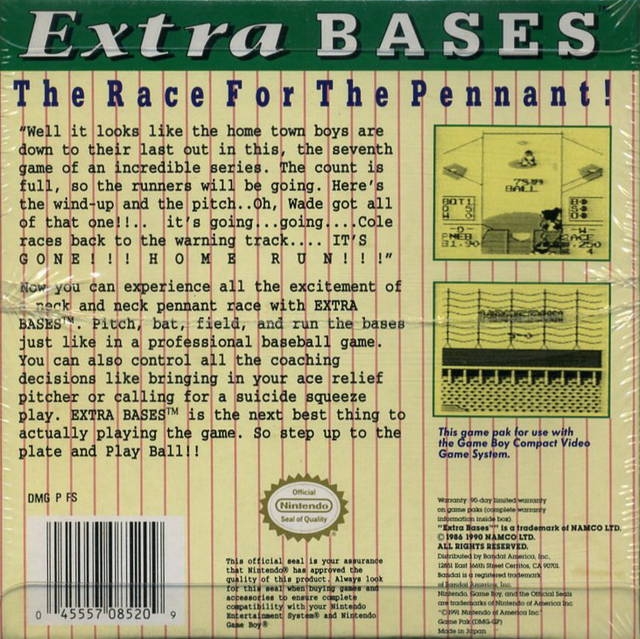 Extra BASES
The Race For The Pennant!
"Well it looks like the home town boys are
down to their last out in this, the seventh
game of an incredible series. The count is
full, so the runners will be going. Here's
the wind-up and the pitch..Oh, Wade got all
of that one!!.. it's going...going....Cole
races back to the warning track.... IT'S
GONE!!! HOME RUN!!!"
Now you can experience all the excitement of
neck and neck pennant race with EXTRA
BASES™. Pitch, bat, field, and run the bases
just like in a professional baseball game.
You can also control all the coaching
decisions like bringing in your ace relief
pitcher or calling for a suicide squeeze
play. EXTRA BASES™ is the next best thing to
actually playing the game. So step up to the
plate and Play Ball!!
BALL
This game pak for use with
the Game Boy Compact Video
Game System.
DMG P FS
0 45557 08520 9
Official
Nintendo
Seal of Quality
This official seal is your assurance
that Nintendo® has approved the
quality of this product. Always look
for this seal when buying games and
accessories to ensure complete
compatibility with your Nintendo
Entertainment System® and Nintendo
Game Boy®
Warranty 90-day limited warranty
on game paks (complete warranty
information inside box).
"Extra Bases"™ is a trademark of NAMCO LTD.
© 1986 1990 NAMCO LTD.
ALL RIGHTS RESERVED.
Distributed by Bandai America, Inc.,
12851 East 166th Street Cerritos, CA 90701.
Bandai is a registered trademark
of Bandai America, Inc.
Nintendo, Game Boy, and the Official Seals
are trademarks of Nintendo of America Inc
©1991 Nintendo of America Inc
Game Pak (DMG-GP)
Made in Japan